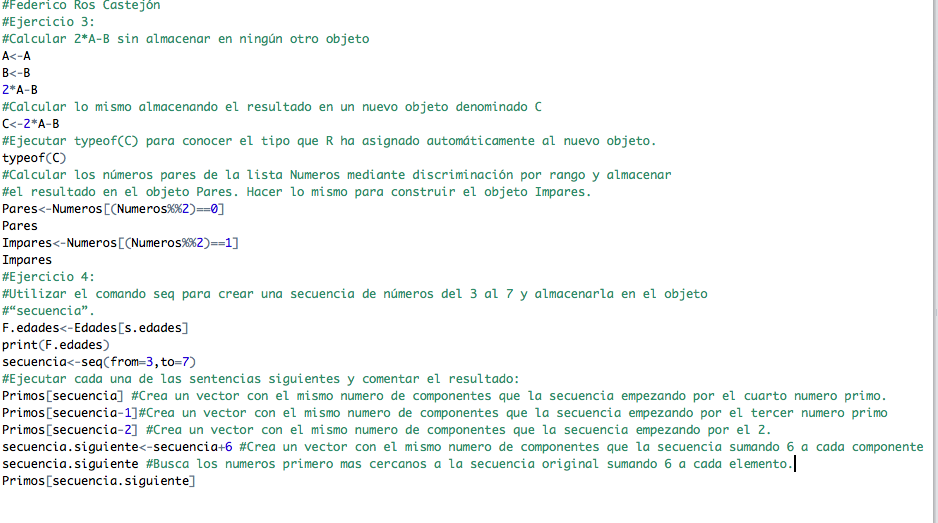 #Federico Ros Castejón
#Ejercicio 3:
#Calcular 2*A-B sin almacenar en ningún otro objeto
A<-A
B<-B
2*A-B
#Calcular lo mismo almacenando el resultado en un nuevo objeto denominado C
C<-2*A-B
#Ejecutar typeof(C) para conocer el tipo que R ha asignado automáticamente al nuevo objeto.
typeof(C)
#Calcular los números pares de la lista Numeros mediante discriminación por rango y almacenar
#el resultado en el objeto Pares. Hacer lo mismo para construir el objeto Impares.
Pares<-Numeros[(Numeros%%2)==0]
Pares
Impares<-Numeros[(Numeros%%2)==1]
Impares
#Ejercicio 4:
#Utilizar el comando seq para crear una secuencia de números del 3 al 7 y almacenarla en el objeto
#“secuencia”.
F.edades<-Edades[s.edades]
print(F.edades)
secuencia<-seq(from=3,to=7)
#Ejecutar cada una de las sentencias siguientes y comentar el resultado:
Primos[secuencia] #Crea un vector con el mismo numero de componentes que la secuencia empezando por el cuarto numero primo.
Primos[secuencia-1]#Crea un vector con el mismo numero de componentes que la secuencia empezando por el tercer numero primo
Primos[secuencia-2] #Crea un vector con el mismo numero de componentes que la secuencia empezando por el 2.
secuencia.siguiente<-secuencia+6 #Crea un vector con el mismo numero de componentes que la secuencia sumando 6 a cada componente
secuencia.siguiente #Busca los numeros primero mas cercanos a la secuencia original sumando 6 a cada elemento.
Primos[secuencia.siguiente]